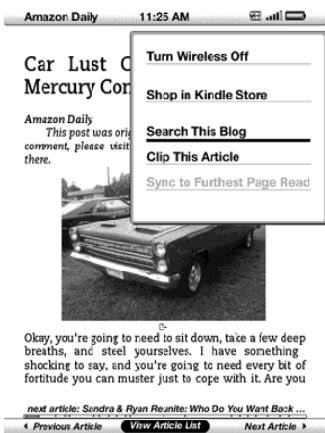 Amazon Daily 11:25 AM
Turn Wireless Off
Shop in Kindle Store
Search This Blog
Clip This Article
Sync to Furthest Page Read
Car Lust C
Mercury Con
Amazon Daily
This post was orig
comment, please visit
there.
Okay, you're going to need to sit down, take a few deep
breaths, and steel yourselves. I have something
shocking to say, and you're going to need every bit of
fortitude you can muster just to cope with it. Are you
next article: Sandra & Ryan Reunite: Who Do You Want Back ...
Previous Article View Article List Next Article